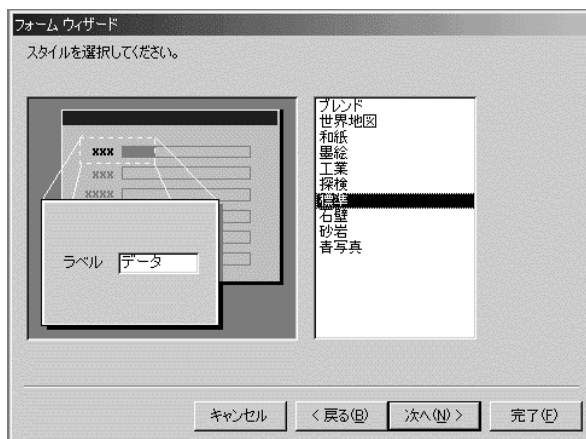 フォーム ウィザード
スタイルを選択してください。
ブレンド
世界地図
和紙
墨絵
工業
探検
標準
石壁
砂岩
青写真
xxx
xxx
xxxx
ラベル データ
キャンセル < 戻る(B) 次へ(N) > 完了(F)